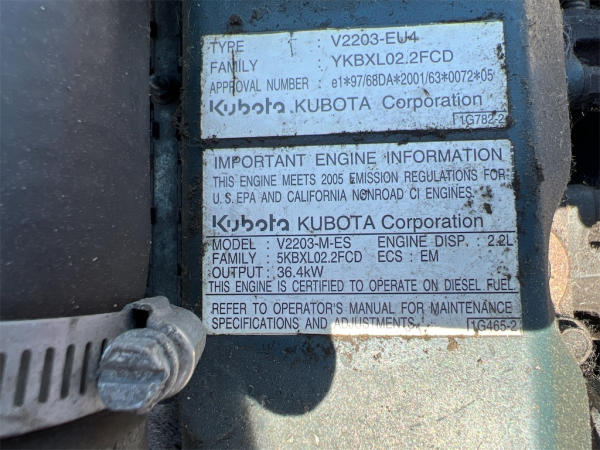 TYPE : V2203-EU4
FAMILY : YKBXL02.2FCD
APPROVAL NUMBER : e1*97/68DA*2001/63*0072*05
Kubota KUBOTA Corporation
1G782-2
IMPORTANT ENGINE INFORMATION
THIS ENGINE MEETS 2005 EMISSION REGULATIONS FOR
U.S.EPA AND CALIFORNIA NONROAD CI ENGINES.
Kubota KUBOTA Corporation
MODEL : V2203-M-ES ENGINE DISP. : 2.2L
FAMILY : 5KBXL02.2FCD ECS : EM
OUTPUT : 36.4kW
THIS ENGINE IS CERTIFIED TO OPERATE ON DIESEL FUEL
REFER TO OPERATOR'S MANUAL FOR MAINTENANCE
SPECIFICATIONS AND ADJUSTMENTS. 1G465-2